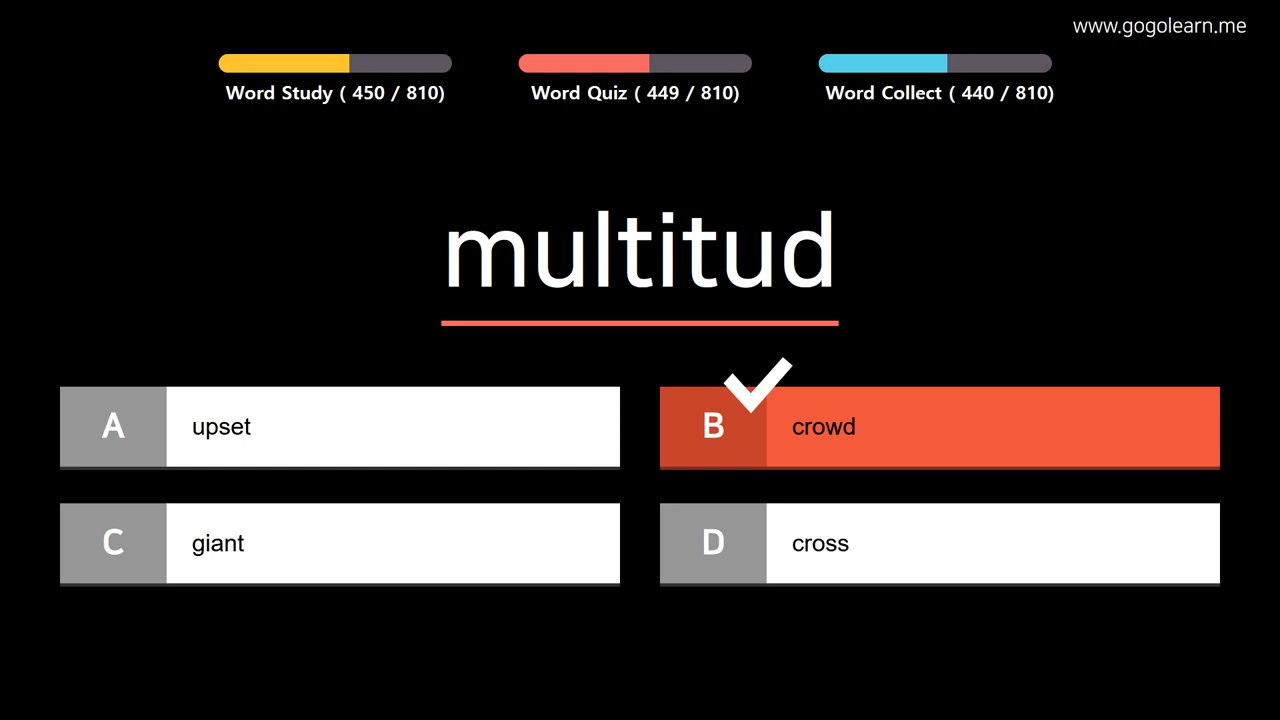 www.gogolearn.me
Word Study ( 450 / 810)
Word Quiz ( 449 / 810)
Word Collect ( 440 / 810)
multitud
A upset
B crowd
C giant
D cross